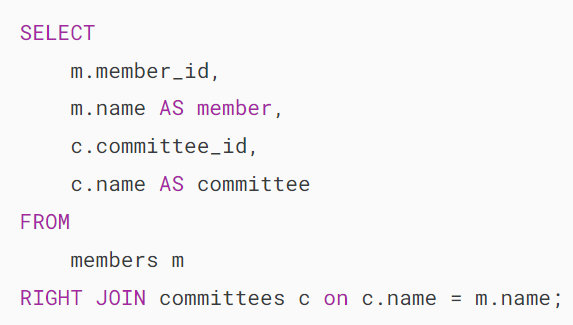 SELECT
m.member_id,
m.name AS member,
c.committee_id,
c.name AS committee
FROM
members m
RIGHT JOIN committees c on c.name = m.name;